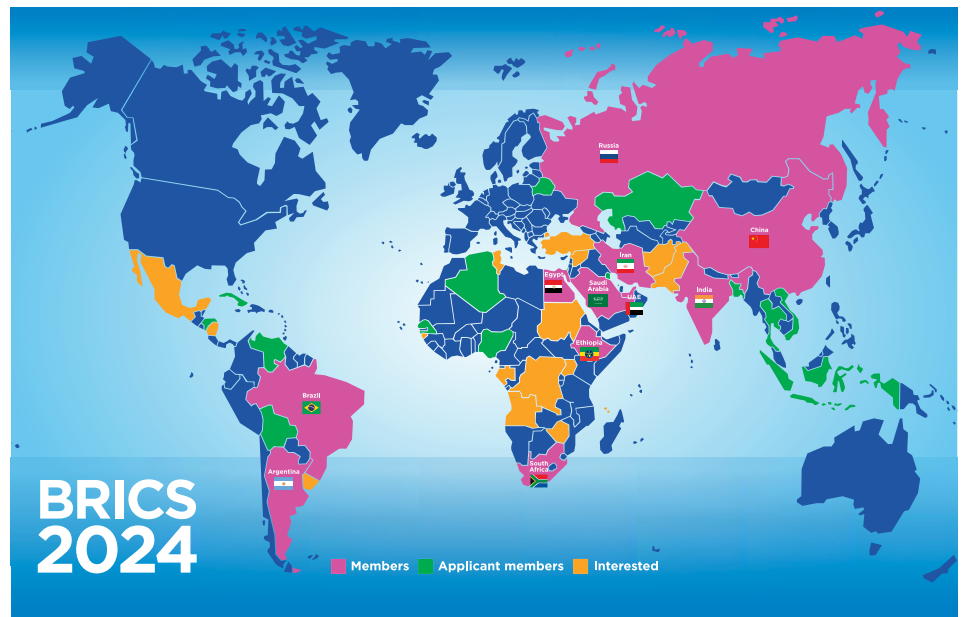 Russia
China
Iran
Egypt
Saudi
Arabia
UAE
India
Ethiopia
Brazil
South
Africa
Argentina
BRICS
2024
Members
Applicant members
Interested